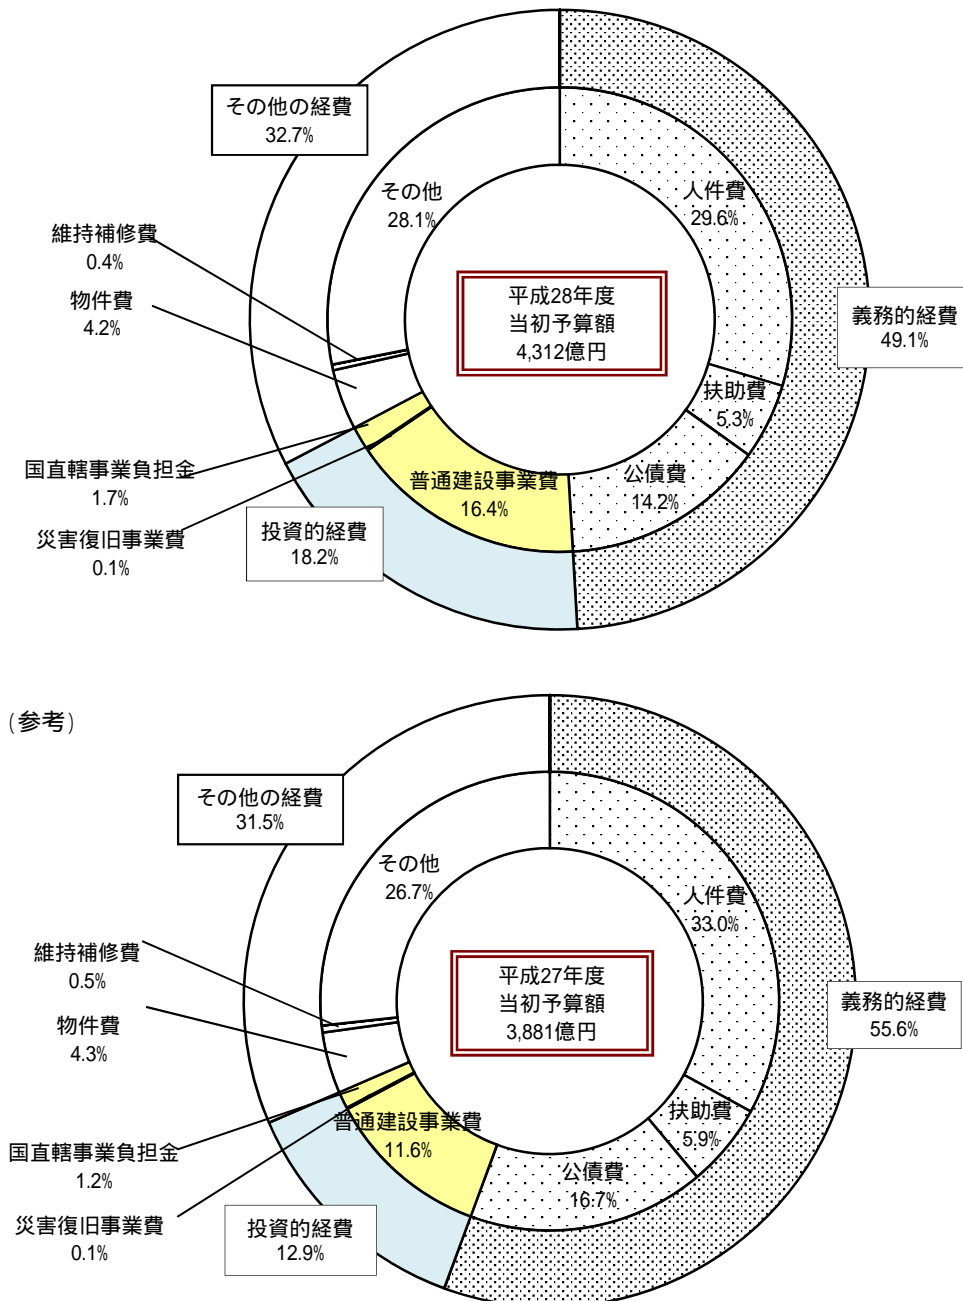 その他の経費
32.7%
その他
28.1%
人件費
29.6%
維持補修費
0.4%
物件費
4.2%
平成28年度
当初予算額
4,312億円
義務的経費
49.1%
扶助費
5.3%
国直轄事業負担金
1.7%
普通建設事業費
16.4%
公債費
14.2%
災害復旧事業費
0.1%
投資的経費
18.2%
(参考)
その他の経費
31.5%
その他
26.7%
人件費
33.0%
維持補修費
0.5%
物件費
4.3%
平成27年度
当初予算額
3,881億円
義務的経費
55.6%
扶助費
5.9%
国直轄事業負担金
1.2%
普通建設事業費
11.6%
公債費
16.7%
災害復旧事業費
0.1%
投資的経費
12.9%